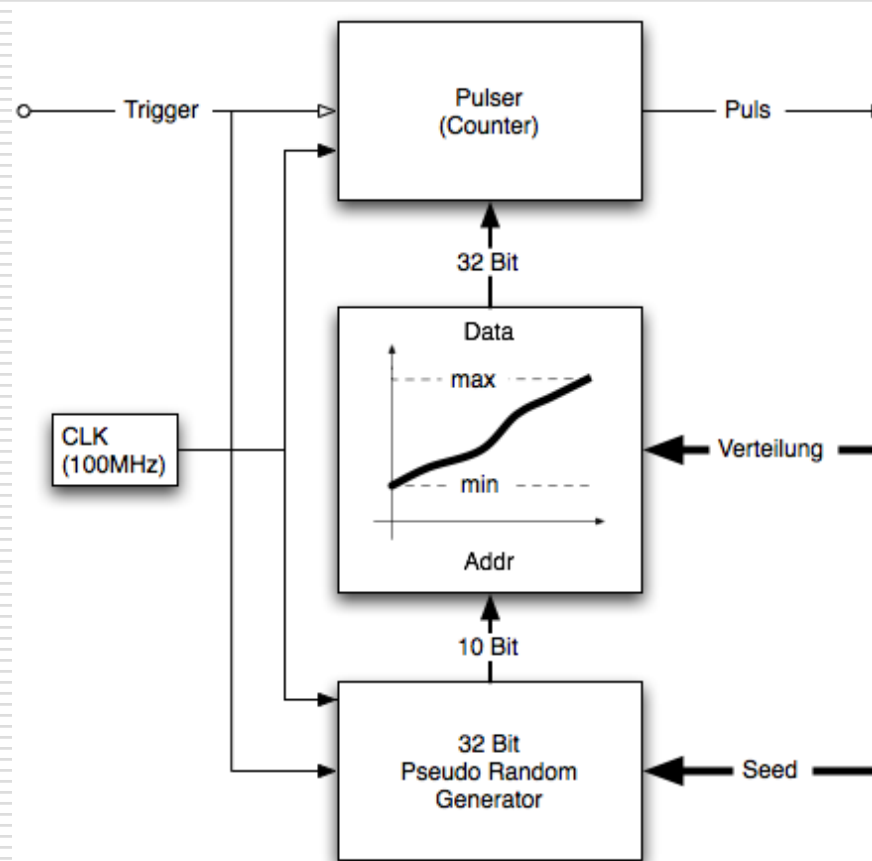 Trigger
Pulser
(Counter)
Puls
32 Bit
Data
max
CLK
(100MHz)
Verteilung
min
Addr
10 Bit
32 Bit
Pseudo Random
Generator
Seed